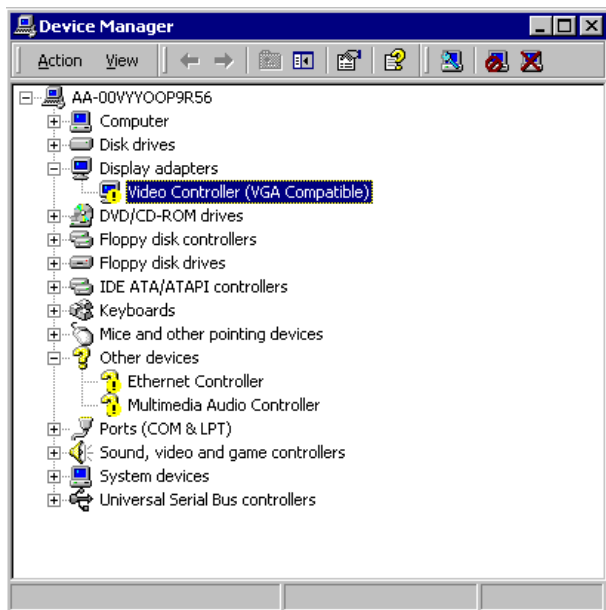 Device Manager
Action View
AA-00VYYOOP9R56
Computer
Disk drives
Display adapters
Video Controller (VGA Compatible)
DVD/CD-ROM drives
Floppy disk controllers
Floppy disk drives
IDE ATA/ATAPI controllers
Keyboards
Mice and other pointing devices
Other devices
Ethernet Controller
Multimedia Audio Controller
Ports (COM & LPT)
Sound, video and game controllers
System devices
Universal Serial Bus controllers